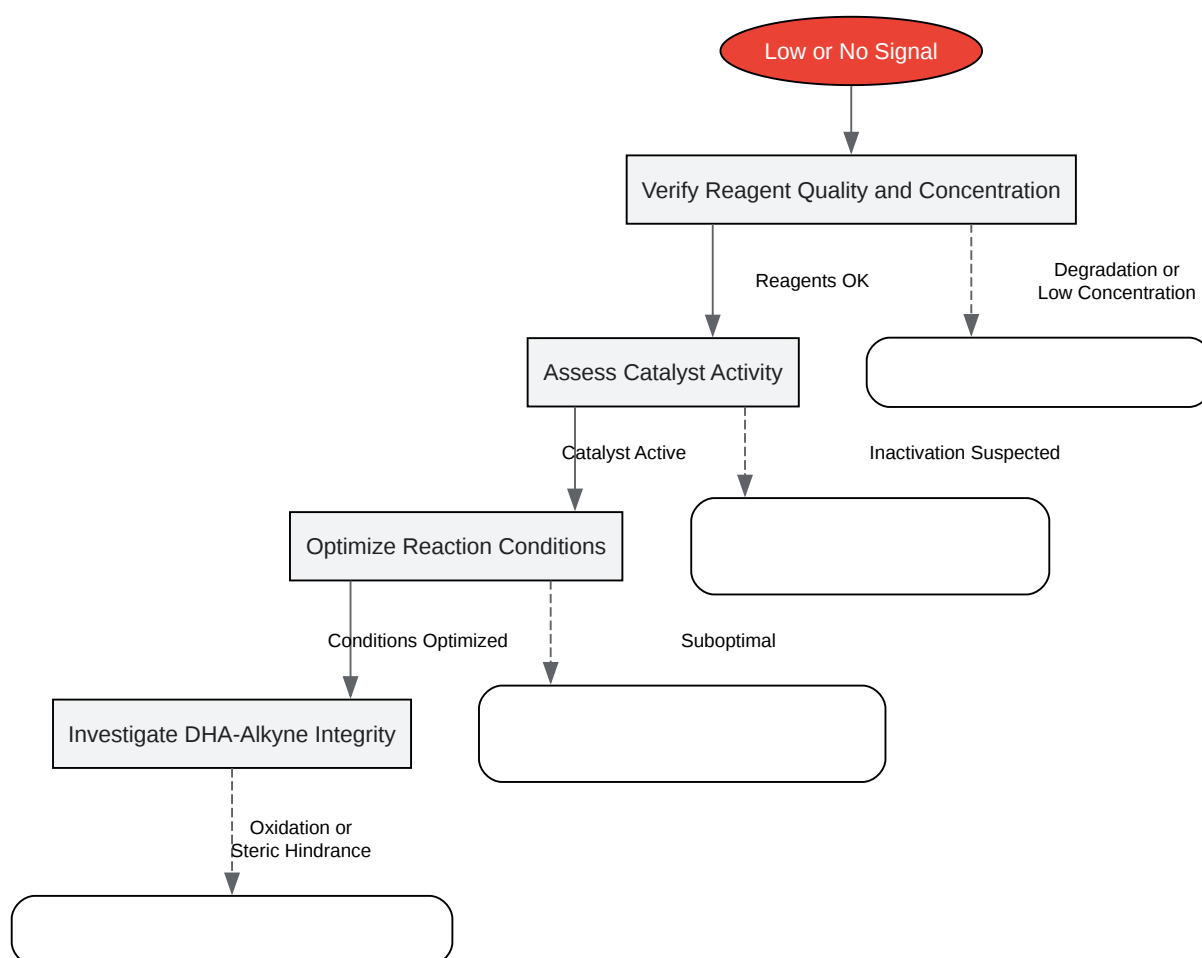 Low or No Signal
Verify Reagent Quality and Concentration
Reagents OK
Degradation or
Low Concentration
Assess Catalyst Activity
Catalyst Active
Inactivation Suspected
Optimize Reaction Conditions
Conditions Optimized
Suboptimal
Investigate DHA-Alkyne Integrity
Oxidation or
Steric Hindrance